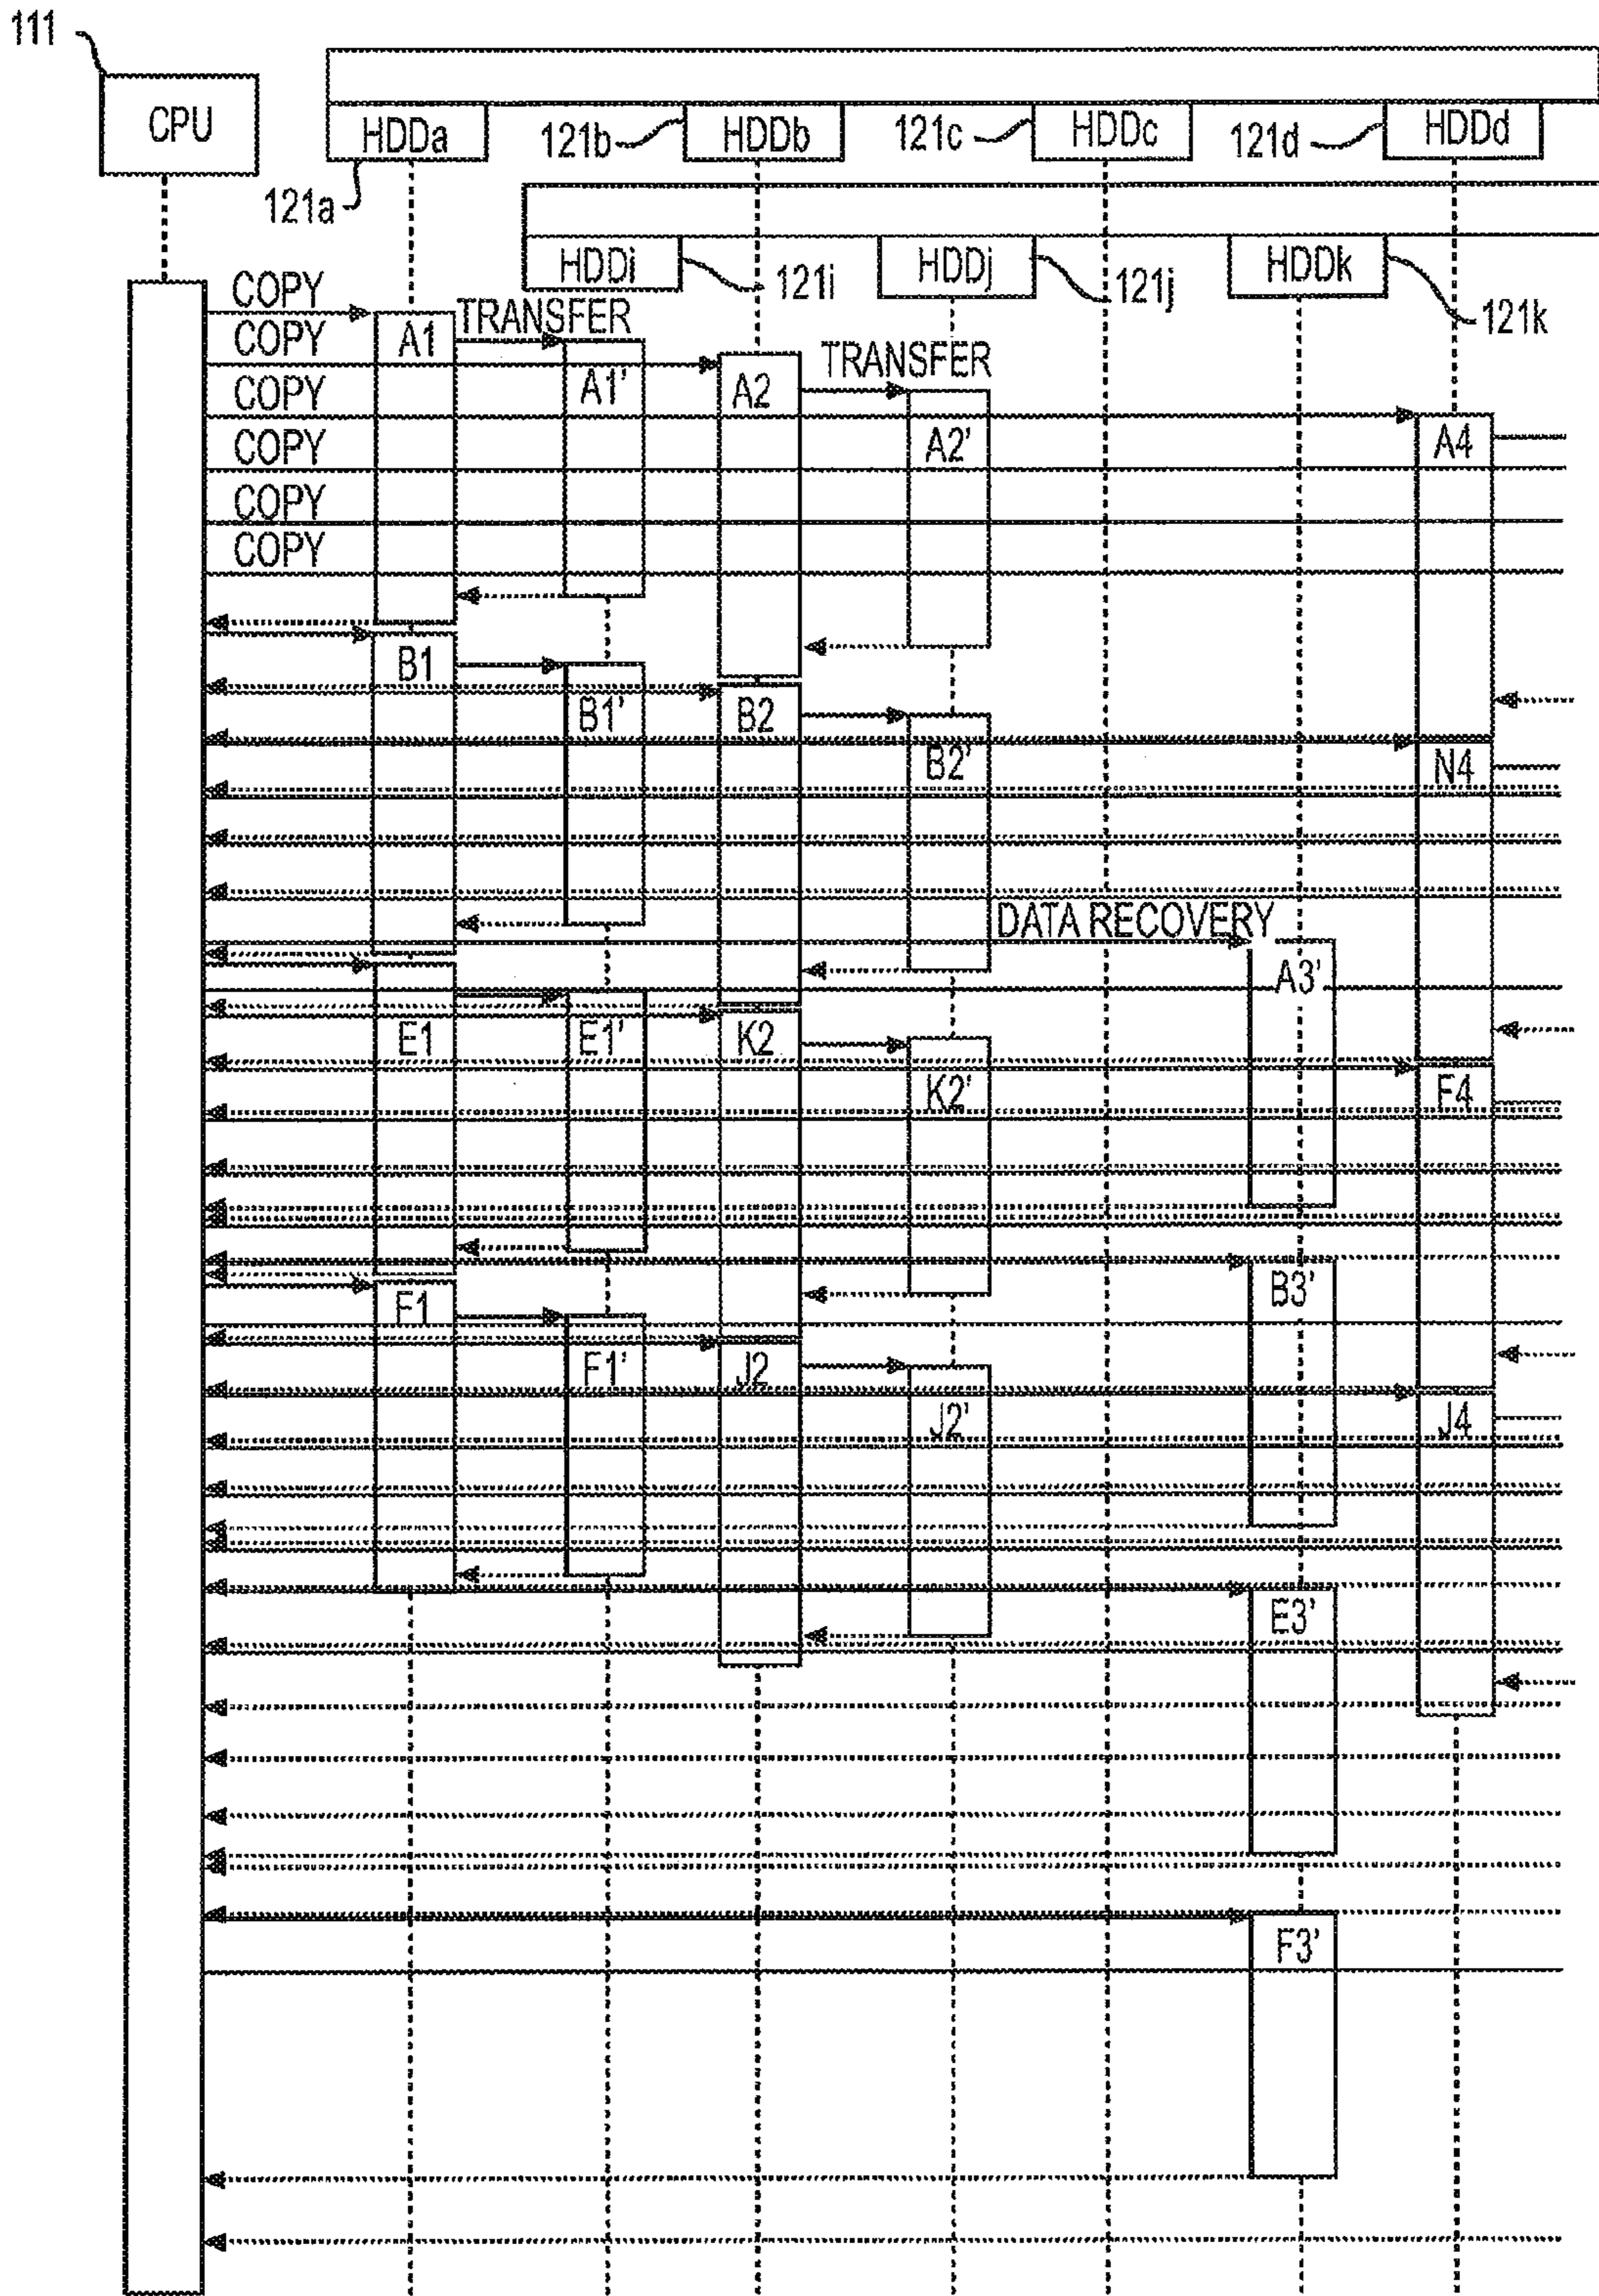 111
CPU
HDDa
121b
HDDb
121c
HDDc
121d
HDDd
121a
HDDi
121i
HDDj
121j
HDDk
121k
COPY
TRANSFER
COPY
A1
TRANSFER
COPY
A1'
A2
COPY
A2'
A4
COPY
COPY
B1
B1'
B2
B2'
N4
DATA RECOVERY
A3'
E1
E1'
K2
K2'
F4
F1
B3'
F1'
J2
J2'
J4
E3'
F3'